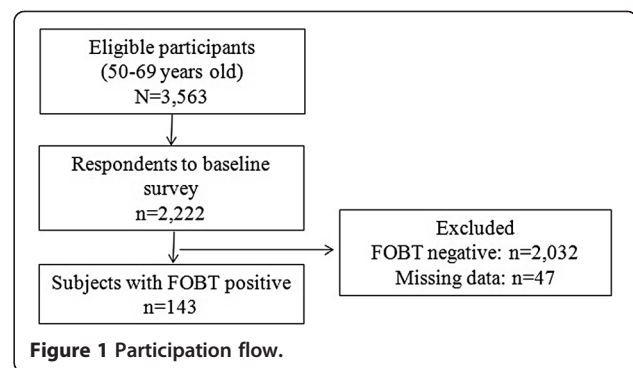 Eligible participants
(50-69 years old)
N=3,563
Respondents to baseline
survey
n=2,222
Excluded
FOBT negative: n=2,032
Missing data: n=47
Subjects with FOBT positive
n=143
Figure 1 Participation flow.